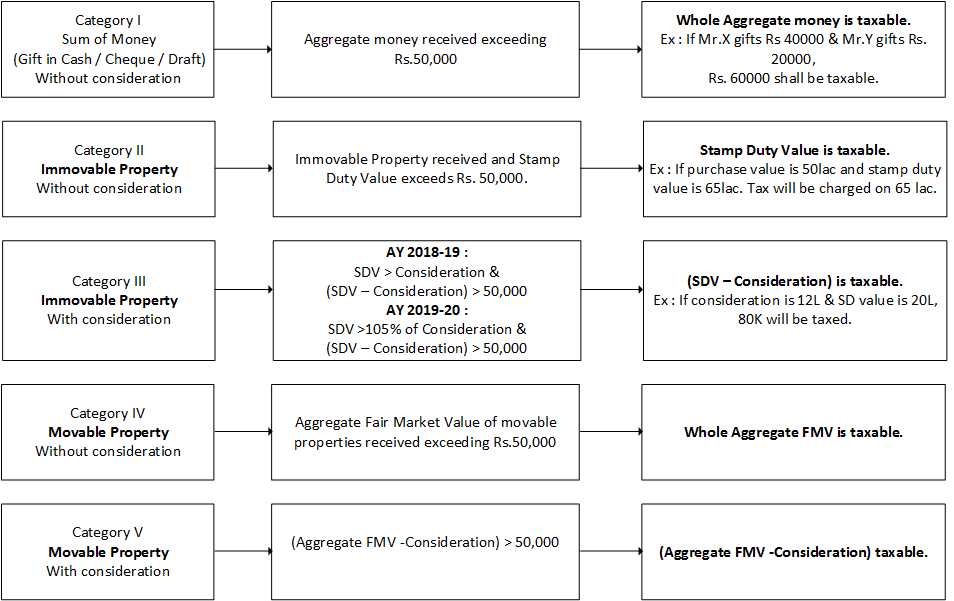 Category I
Sum of Money
(Gift in Cash / Cheque / Draft)
Without consideration
Aggregate money received exceeding
Rs.50,000
Whole Aggregate money is taxable.
Ex : If Mr.X gifts Rs 40000 & Mr.Y gifts Rs.
20000,
Rs. 60000 shall be taxable.
Category II
Immovable Property
Without consideration
Immovable Property received and Stamp
Duty Value exceeds Rs. 50,000.
Stamp Duty Value is taxable.
Ex : If purchase value is 50lac and stamp duty
value is 65lac. Tax will be charged on 65 lac.
Category III
Immovable Property
With consideration
AY 2018-19 :
SDV > Consideration &
(SDV – Consideration) > 50,000
AY 2019-20 :
SDV >105% of Consideration &
(SDV – Consideration) > 50,000
(SDV – Consideration) is taxable.
Ex : If consideration is 12L & SD value is 20L,
80K will be taxed.
Category IV
Movable Property
Without consideration
Aggregate Fair Market Value of movable
properties received exceeding Rs.50,000
Whole Aggregate FMV is taxable.
Category V
Movable Property
With consideration
(Aggregate FMV -Consideration) > 50,000
(Aggregate FMV -Consideration) taxable.